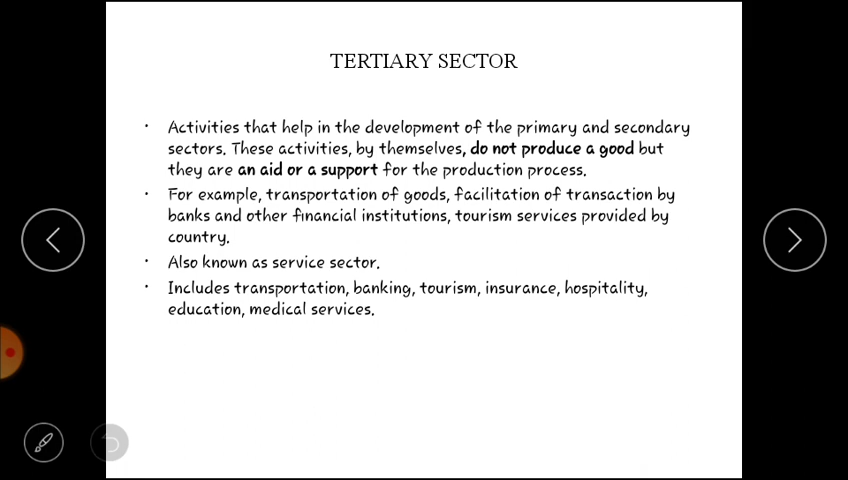 TERTIARY SECTOR
• Activities that help in the development of the primary and secondary
sectors. These activities, by themselves, do not produce a good but
they are an aid or a support for the production process.
• For example, transportation of goods, facilitation of transaction by
banks and other financial institutions, tourism services provided by
country.
• Also known as service sector.
• Includes transportation, banking, tourism, insurance, hospitality,
education, medical services.